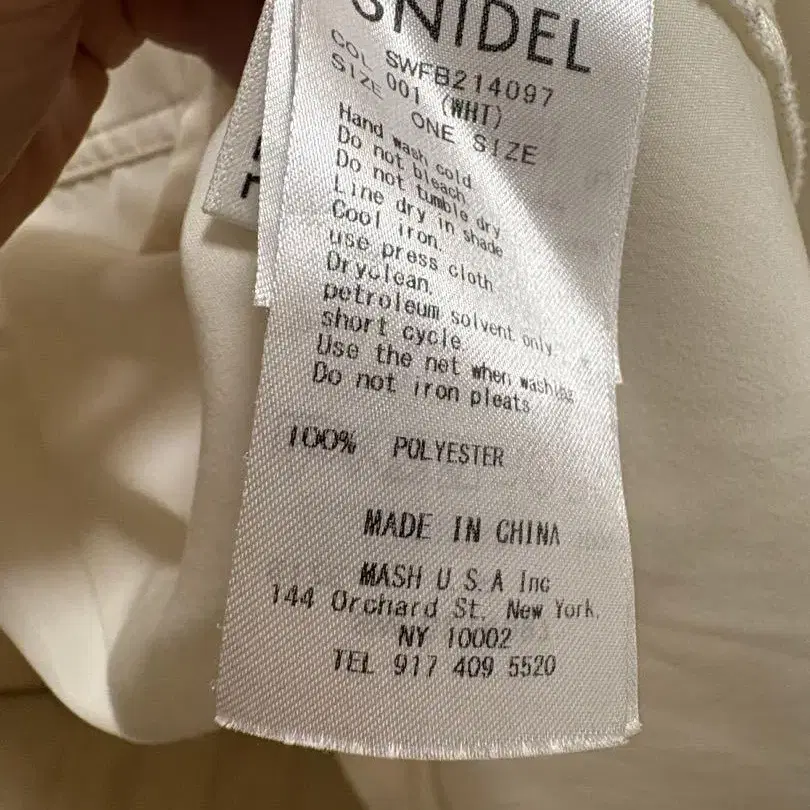 SNIDEL
SWFB214097
COL 001 (WHT)
SIZE ONE SIZE
Hand wash cold
Do not bleach
Do not tumble dry
Line dry in shade
Cool iron.
use press cloth
Dryclean.
petroleum solvent only.
short cycle
Use the net when washing
Do not iron pleats
100% POLYESTER
MADE IN CHINA
MASH U S.A Inc
144 Orchard St. New York,
NY 10002
TEL 917 409 5520